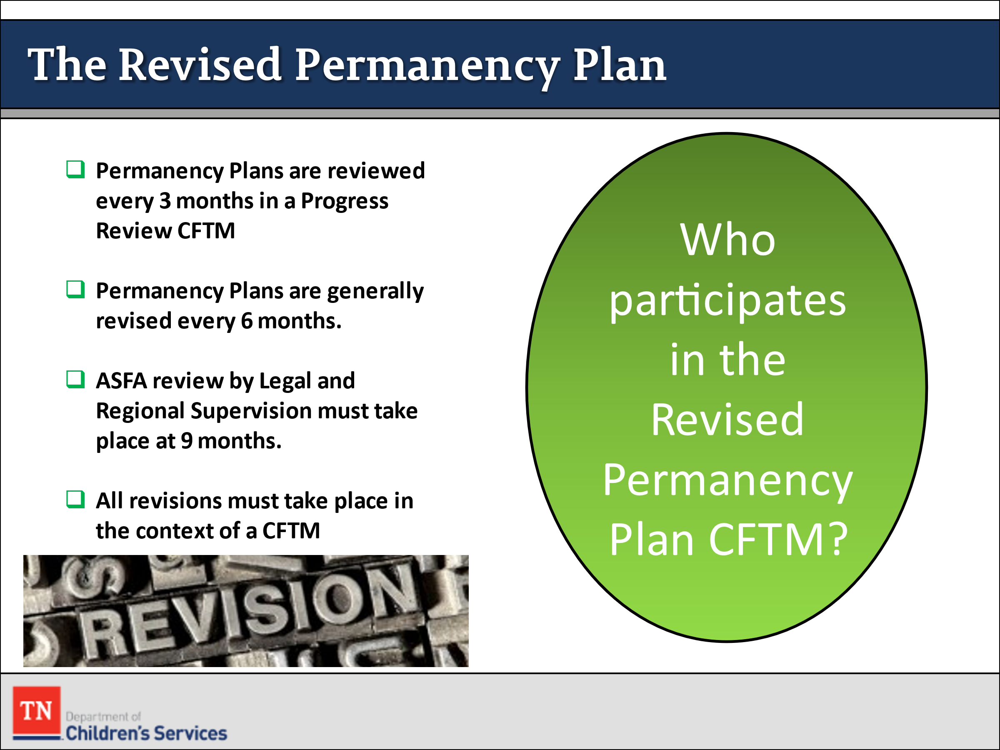 The Revised Permanency Plan
Permanency Plans are reviewed
every 3 months in a Progress
Review CFTM
Permanency Plans are generally
revised every 6 months.
ASFA review by Legal and
Regional Supervision must take
place at 9 months.
All revisions must take place in
the context of a CFTM
Who
participates
in the
Revised
Permanency
Plan CFTM?
REVISION
TN
Department of
Children's Services